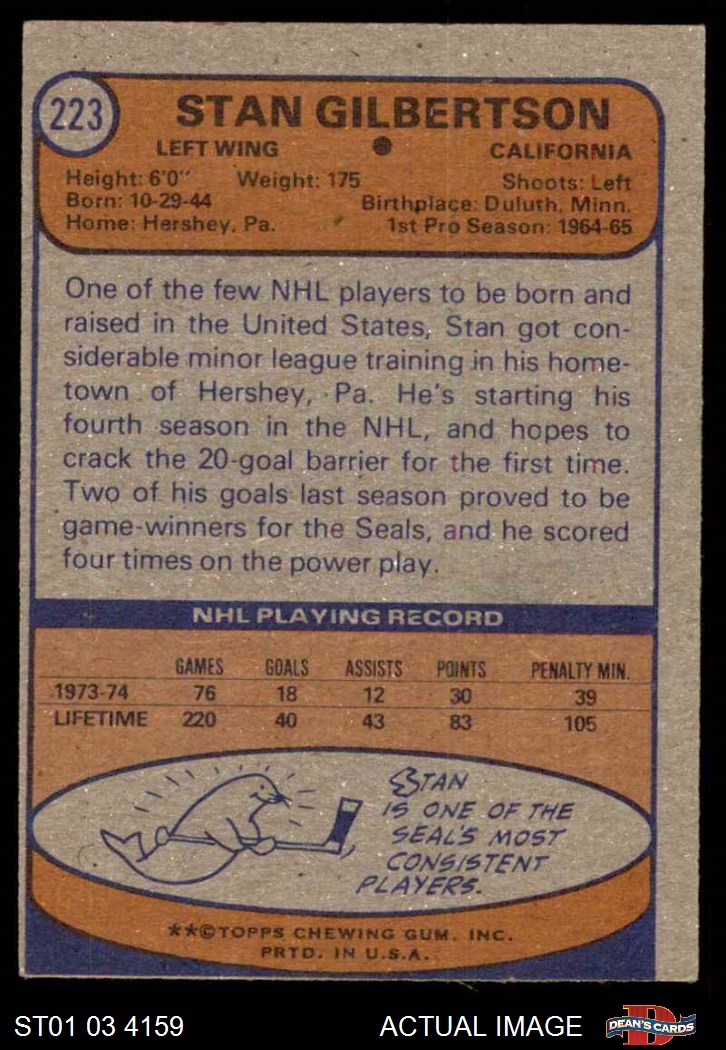 223
STAN GILBERTSON
LEFT WING ● CALIFORNIA
Height: 6'0" Weight: 175 Shoots: Left
Born: 10-29-44 Birthplace: Duluth, Minn.
Home: Hershey, Pa. 1st Pro Season: 1964-65
One of the few NHL players to be born and
raised in the United States, Stan got con-
siderable minor league training in his home-
town of Hershey, Pa. He's starting his
fourth season in the NHL, and hopes to
crack the 20-goal barrier for the first time.
Two of his goals last season proved to be
game-winners for the Seals, and he scored
four times on the power play.
NHL PLAYING RECORD
GAMES GOALS ASSISTS POINTS PENALTY MIN.
1973-74 76 18 12 30 39
LIFETIME 220 40 43 83 105
STAN
IS ONE OF THE
SEAL'S MOST
CONSISTENT
PLAYERS.
**©TOPPS CHEWING GUM, INC.
PRTD. IN U.S.A.
ST01 03 4159 ACTUAL IMAGE D DEAN'S CARDS